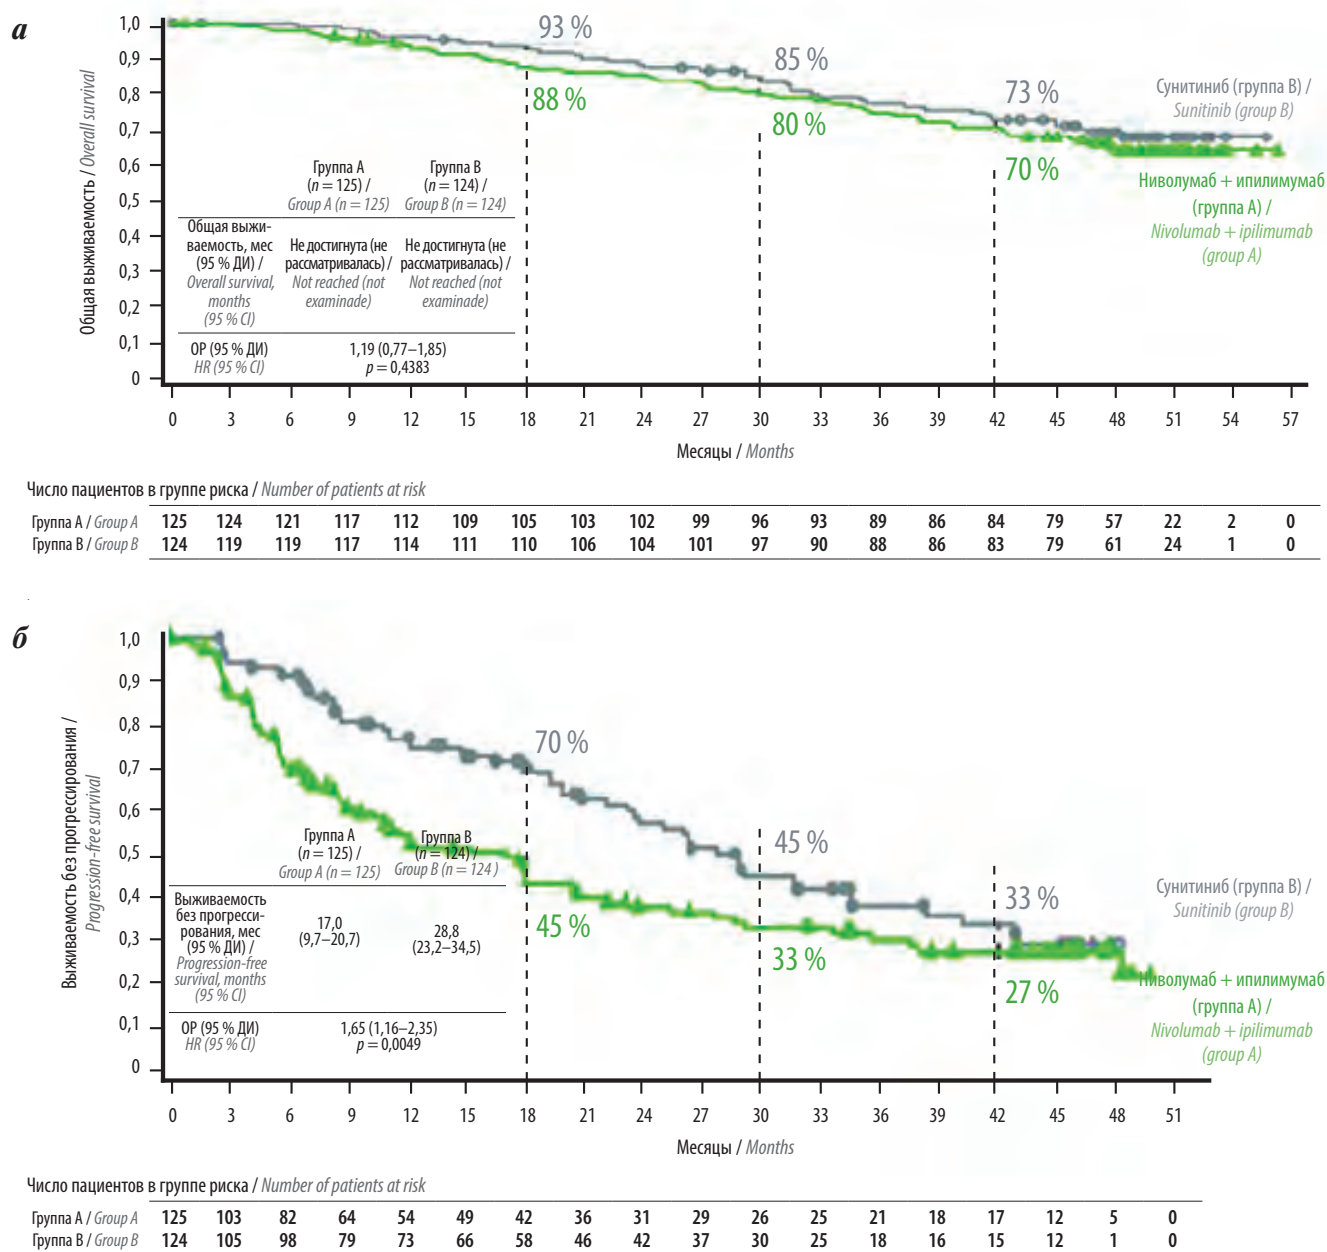 а
Общая выживаемость / Overall survival
1,0
0,9
0,8
0,7
0,6
0,5
0,4
0,3
0,2
0,1
0
93 %
88 %
85 %
80 %
73 %
70 %
Сунитиниб (группа В) /
Sunitinib (group B)
Ниволумаб + ипилимумаб
(группа А) /
Nivolumab + ipilimumab
(group A)
Группа А
(n = 125) /
Group A (n = 125)
Группа В
(n = 124) /
Group B (n = 124)
Общая выжи-
ваемость, мес
(95 % ДИ) /
Overall survival,
months
(95 % CI)
Не достигнута (не
рассматривалась) /
Not reached (not
examinade)
Не достигнута (не
рассматривалась) /
Not reached (not
examinade)
ОР (95 % ДИ)
HR (95 % CI)
1,19 (0,77–1,85)
p = 0,4383
0 3 6 9 12 15 18 21 24 27 30 33 36 39 42 45 48 51 54 57
Месяцы / Months
Число пациентов в группе риска / Number of patients at risk
Группа А / Group A 125 124 121 117 112 109 105 103 102 99 96 93 89 86 84 79 57 22 2 0
Группа В / Group B 124 119 119 117 114 111 110 106 104 101 97 90 88 86 83 79 61 24 1 0
б
Выживаемость без прогрессирования /
Progression-free survival
1,0
0,9
0,8
0,7
0,6
0,5
0,4
0,3
0,2
0,1
0
70 %
45 %
45 %
33 %
33 %
27 %
Сунитиниб (группа В) /
Sunitinib (group B)
Ниволумаб + ипилимумаб
(группа А) /
Nivolumab + ipilimumab
(group A)
Группа А
(n = 125) /
Group A (n = 125)
Группа В
(n = 124) /
Group B (n = 124 )
Выживаемость
без прогресси-
рования, мес
(95 % ДИ) /
Progression-free
survival, months
(95 % CI)
17,0
(9,7–20,7)
28,8
(23,2–34,5)
ОР (95 % ДИ)
HR (95 % CI)
1,65 (1,16–2,35)
p = 0,0049
0 3 6 9 12 15 18 21 24 27 30 33 36 39 42 45 48 51
Месяцы / Months
Число пациентов в группе риска / Number of patients at risk
Группа А / Group A 125 103 82 64 54 49 42 36 31 29 26 25 21 18 17 12 5 0
Группа В / Group B 124 105 98 79 73 66 58 46 42 37 30 25 18 16 15 12 1 0